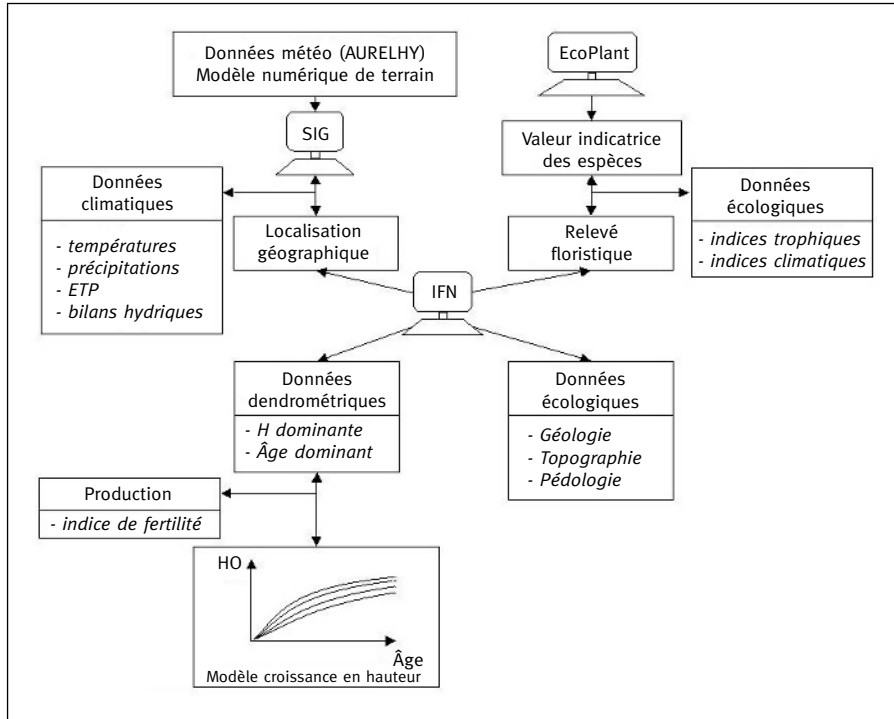 Données météo (AURELHY)
Modèle numérique de terrain
EcoPlant
SIG
Valeur indicatrice
des espèces
Données
climatiques
- températures
- précipitations
- ETP
- bilans hydriques
Localisation
géographique
Relevé
floristique
Données
écologiques
- indices trophiques
- indices climatiques
IFN
Données
dendrométriques
- H dominante
- Âge dominant
Données
écologiques
- Géologie
- Topographie
- Pédologie
Production
- indice de fertilité
HO
Âge
Modèle croissance en hauteur